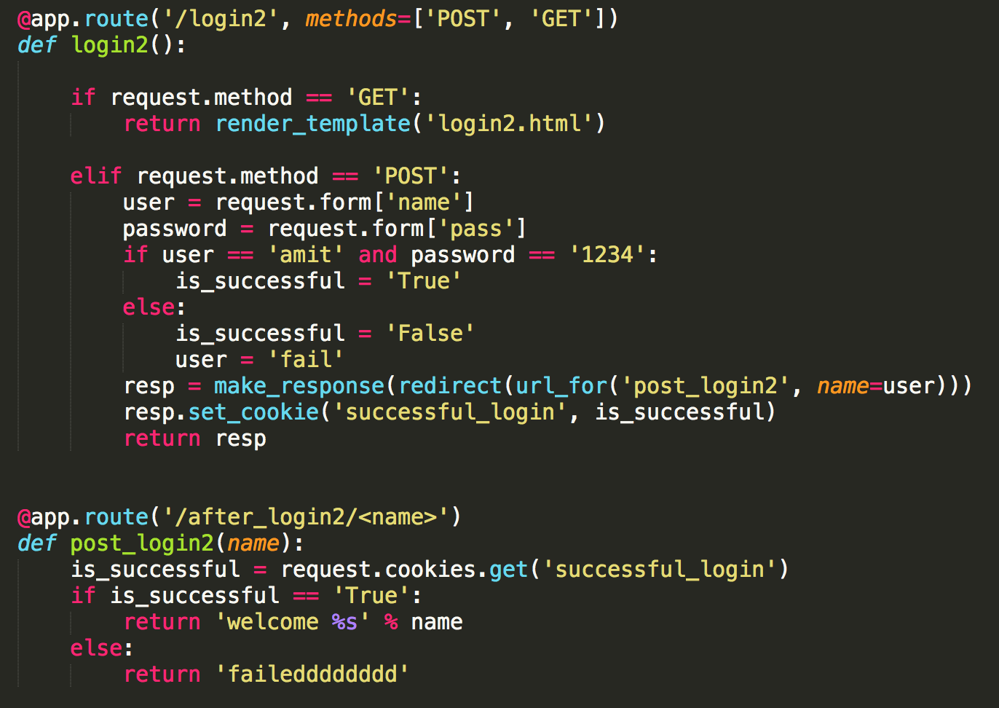 @app.route('/login2', methods=['POST', 'GET'])
def login2():
if request.method == 'GET':
return render_template('login2.html')
elif request.method == 'POST':
user = request.form['name']
password = request.form['pass']
if user == 'amit' and password == '1234':
is_successful = 'True'
else:
is_successful = 'False'
user = 'fail'
resp = make_response(redirect(url_for('post_login2', name=user)))
resp.set_cookie('successful_login', is_successful)
return resp
@app.route('/after_login2/<name>')
def post_login2(name):
is_successful = request.cookies.get('successful_login')
if is_successful == 'True':
return 'welcome %s' % name
else:
return 'failedddddddd'